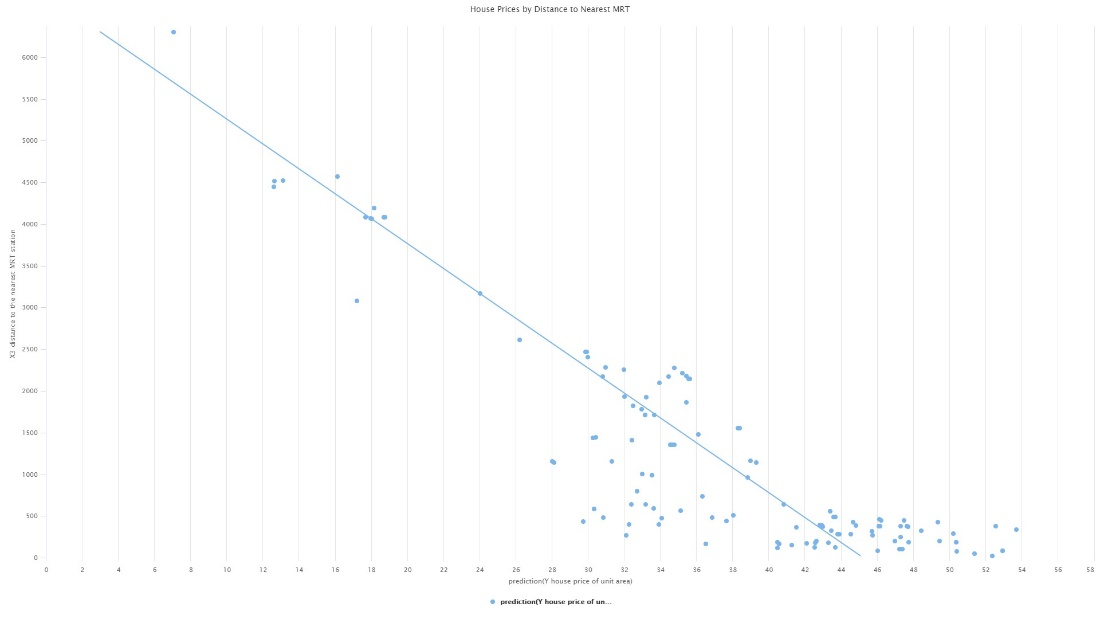 House Prices by Distance to Nearest MRT
X3 distance to the nearest MRT station
6000
5500
5000
4500
4000
3500
3000
2500
2000
1500
1000
500
0
0 2 4 6 8 10 12 14 16 18 20 22 24 26 28 30 32 34 36 38 40 42 44 46 48 50 52 54 56 58
prediction(Y house price of unit area)
prediction(Y house price of un...